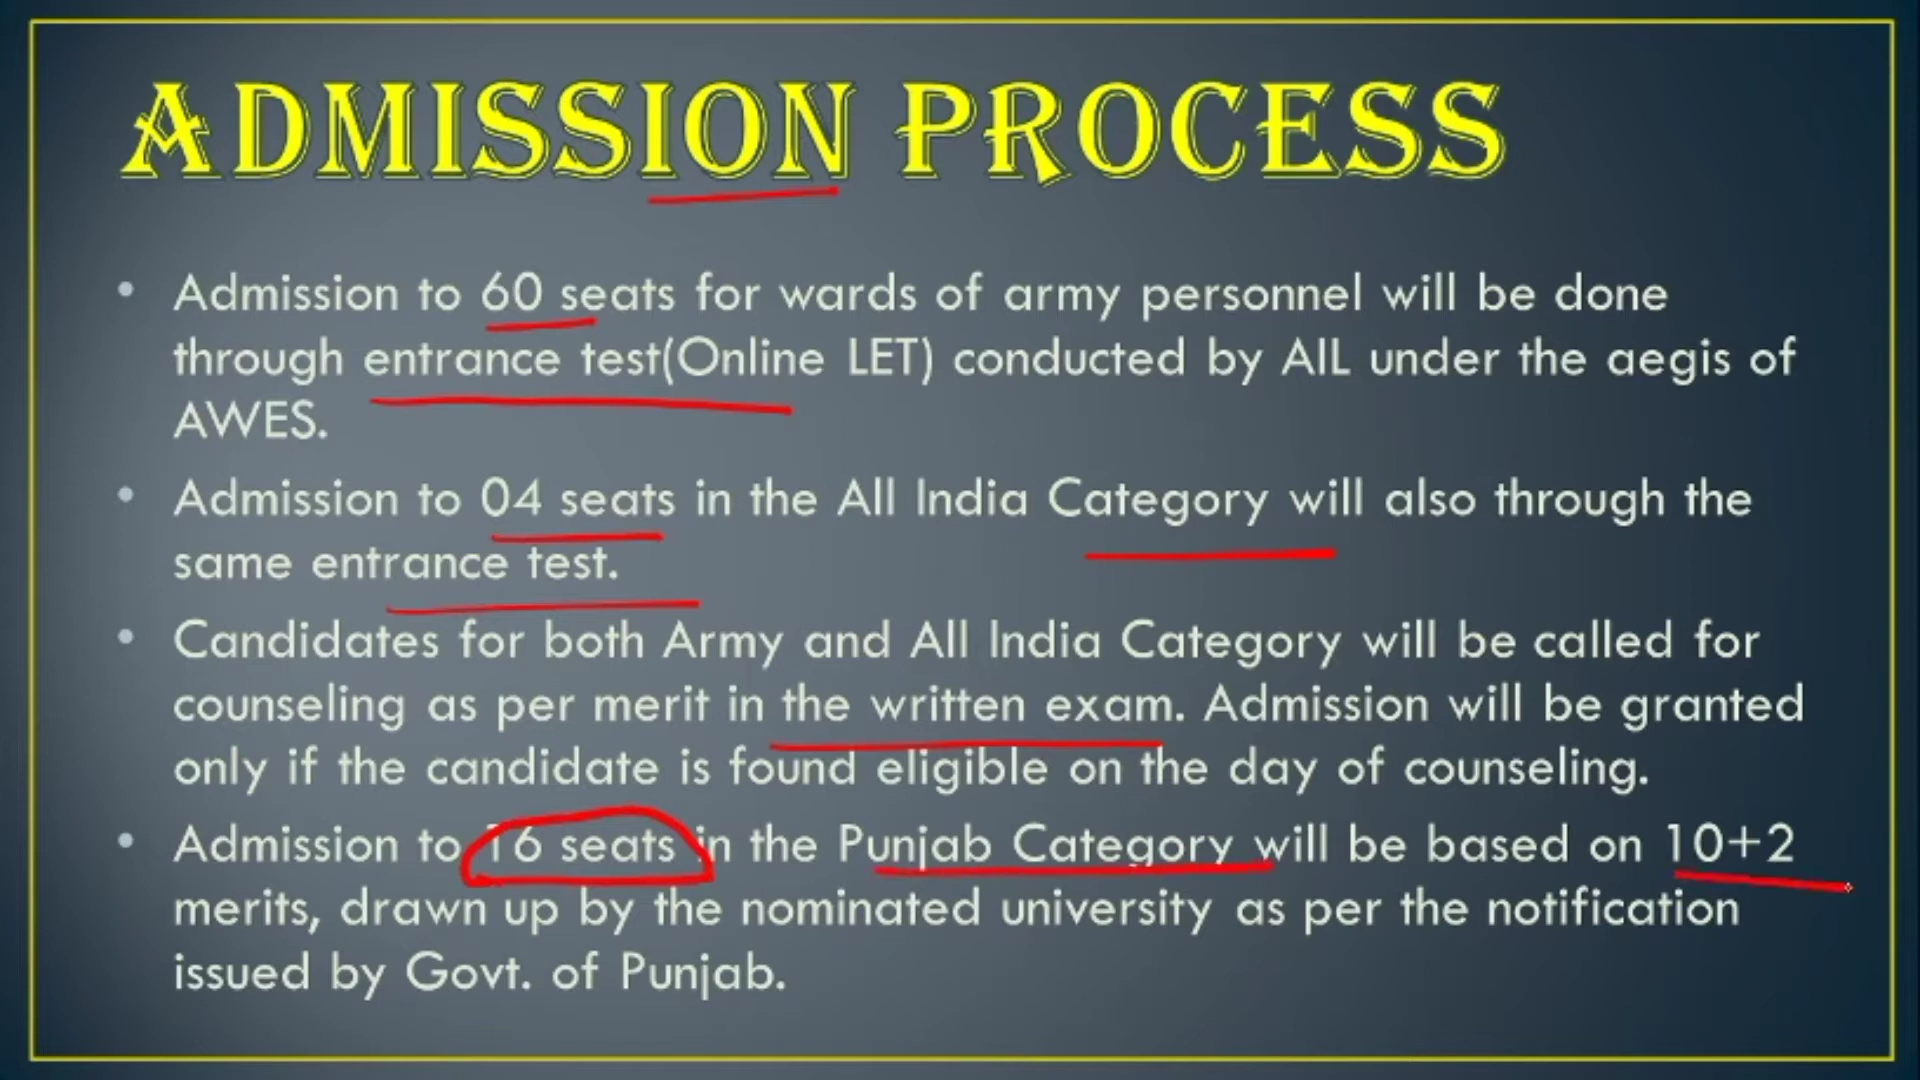 ADMISSION PROCESS
• Admission to 60 seats for wards of army personnel will be done
through entrance test(Online LET) conducted by AIL under the aegis of
AWES.
• Admission to 04 seats in the All India Category will also through the
same entrance test.
• Candidates for both Army and All India Category will be called for
counseling as per merit in the written exam. Admission will be granted
only if the candidate is found eligible on the day of counseling.
• Admission to 16 seats in the Punjab Category will be based on 10+2
merits, drawn up by the nominated university as per the notification
issued by Govt. of Punjab.